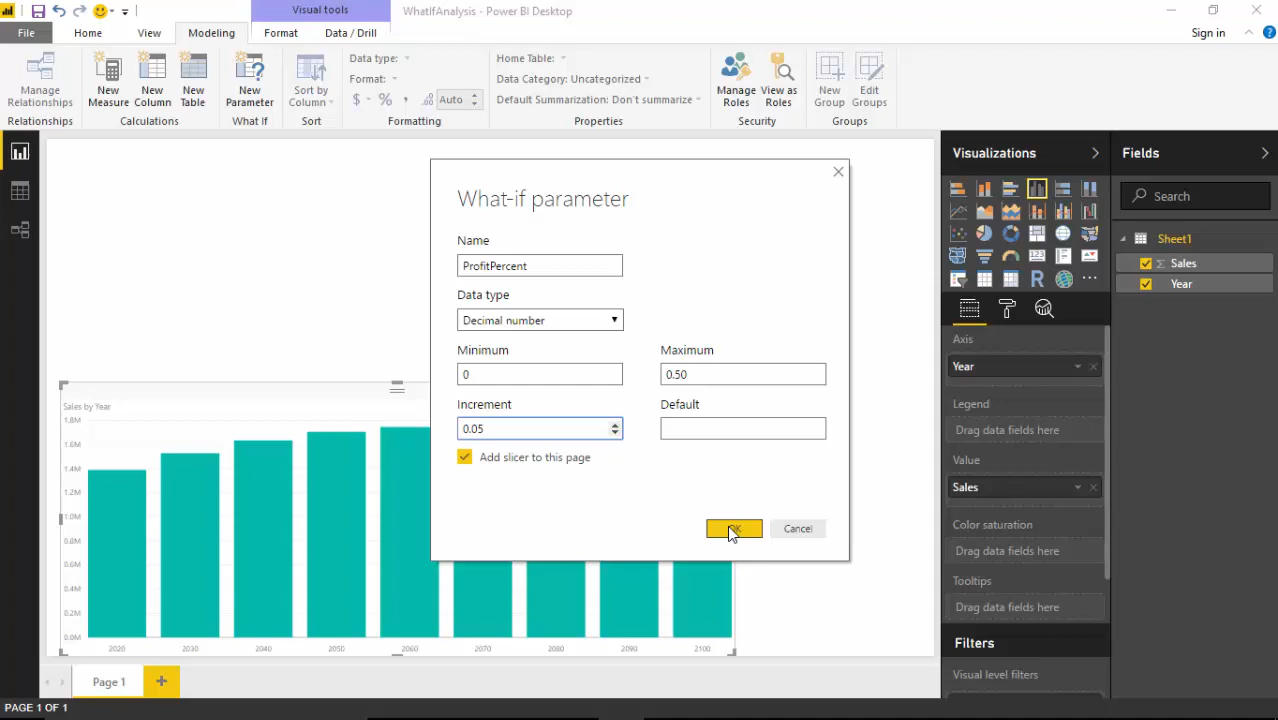 Visual tools
WhatIfAnalysis - Power BI Desktop
File
Home
View
Modeling
Format
Data / Drill
Sign in
Manage
Relationships
New
Measure
New
Column
New
Table
New
Parameter
Sort by
Column
Data type:
Format:
$ % , .00 Auto
Home Table:
Data Category: Uncategorized
Default Summarization: Don't summarize
Manage
Roles
View as
Roles
New
Group
Edit
Groups
Relationships
Calculations
What If
Sort
Formatting
Properties
Security
Groups
What-if parameter
Name
ProfitPercent
Data type
Decimal number
Minimum
Maximum
0
0.50
Increment
Default
0.05
Add slicer to this page
OK
Cancel
Sales by Year
1.8M
1.6M
1.4M
1.2M
1.0M
0.8M
0.6M
0.4M
0.2M
0.0M
2020 2030 2040 2050 2060 2070 2080 2090 2100
Visualizations
R
123
Axis
Year
Legend
Drag data fields here
Value
Sales
Color saturation
Drag data fields here
Tooltips
Drag data fields here
Filters
Visual level filters
Fields
Search
Sheet1
Σ Sales
Year
Page 1
PAGE 1 OF 1